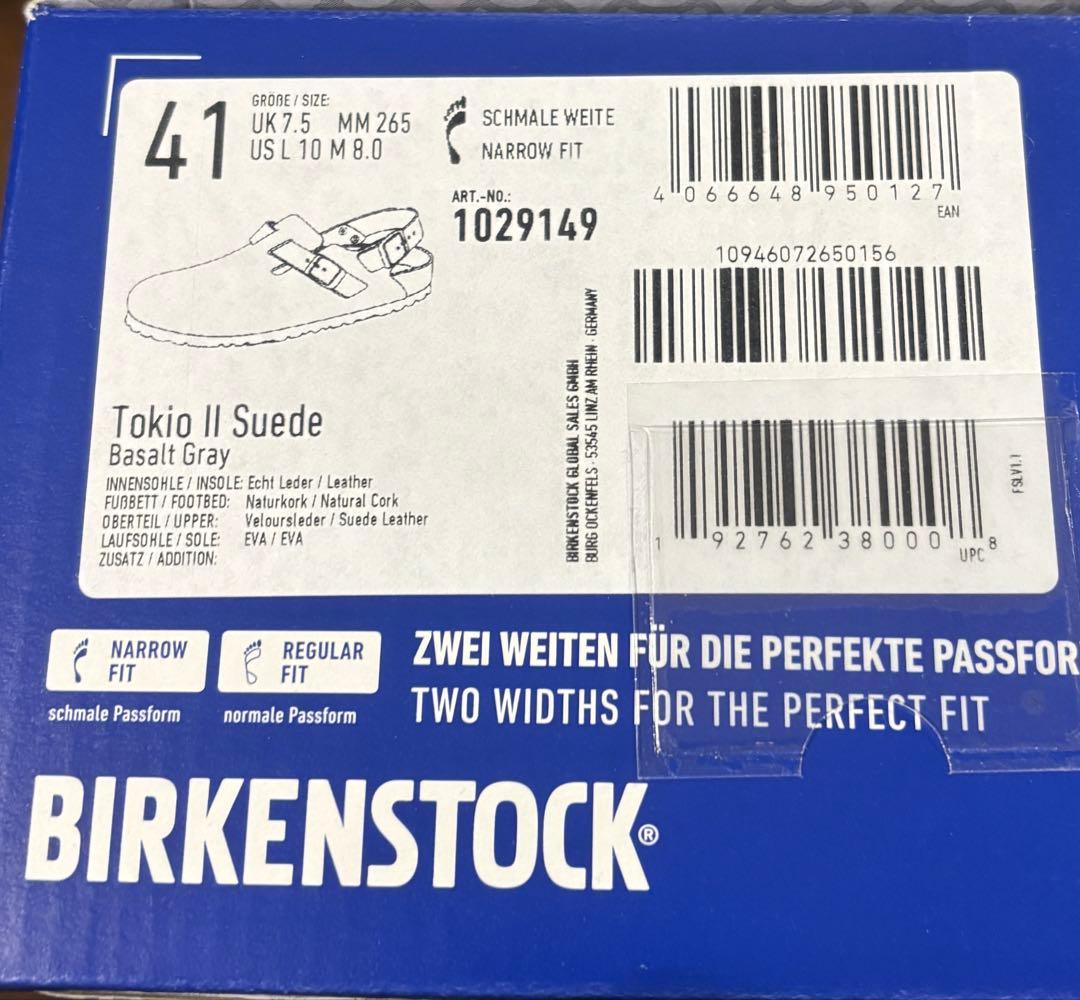 41
GRÖßE / SIZE:
UK 7.5 MM 265
US L 10 M 8.0
SCHMALE WEITE
NARROW FIT
ART.-NO.:
1029149
4 066648 950127
EAN
10946072650156
Tokio II Suede
Basalt Gray
INNENSOHLE / INSOLE: Echt Leder / Leather
FUßBETT / FOOTBED: Naturkork / Natural Cork
OBERTEIL / UPPER: Veloursleder / Suede Leather
LAUFSOHLE / SOLE: EVA / EVA
ZUSATZ / ADDITION:
BIRKENSTOCK GLOBAL SALES GMBH
BURG OCKENFELS · 53545 LINZ AM RHEIN · GERMANY
1 92762 38000 8
UPC
FSLV1.1
NARROW FIT
schmale Passform
REGULAR FIT
normale Passform
ZWEI WEITEN FÜR DIE PERFEKTE PASSFOR
TWO WIDTHS FOR THE PERFECT FIT
BIRKENSTOCK®